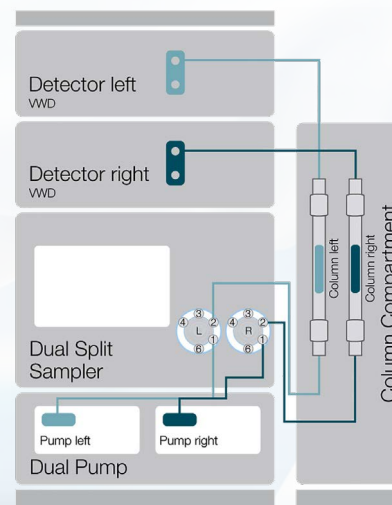 Detector left
VWD
Detector right
VWD
Column left
Column right
Column Compartment
3
4
2
L
1
6
3
4
2
R
1
6
Dual Split
Sampler
Pump left
Pump right
Dual Pump